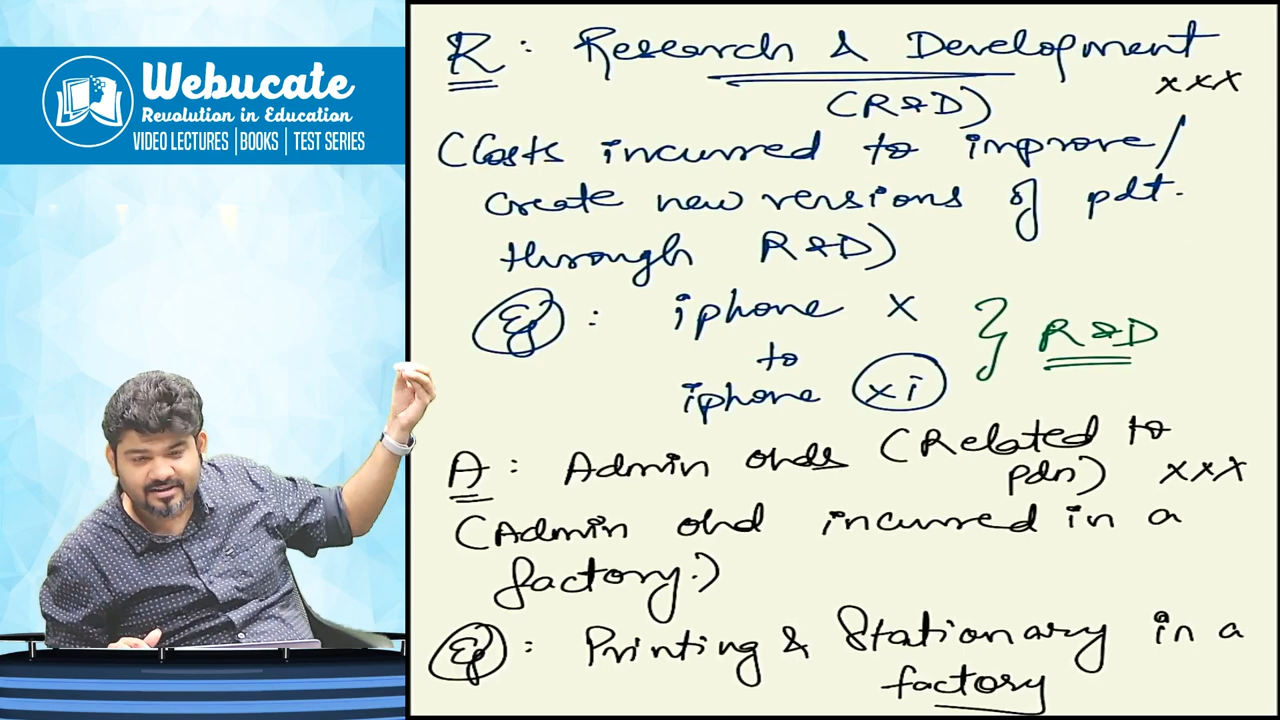 Webucate
Revolution in Education
VIDEO LECTURES | BOOKS | TEST SERIES
R : Research & Development
(R&D) xxx
(Costs incurred to improve/
create new versions of pdt.
through R&D)
Eg : iphone X
to
iphone xi
} R&D
A : Admin ohds (Related to
pdn) xxx
(Admin ohd incurred in a
factory.)
Eg : Printing & Stationary in a
factory